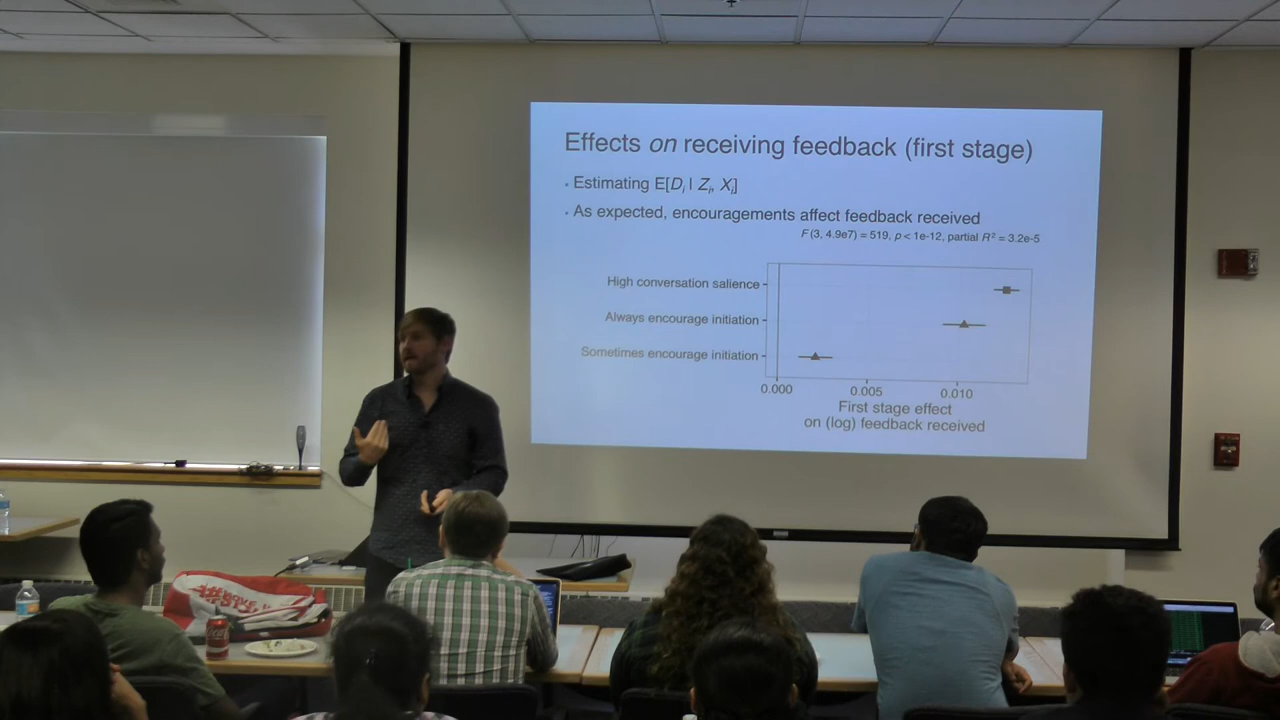 Effects on receiving feedback (first stage)
· Estimating E[Di | Zi, Xi]
· As expected, encouragements affect feedback received
F(3, 4.9e7) = 519, p < 1e-12, partial R² = 3.2e-5
High conversation salience
Always encourage initiation
Sometimes encourage initiation
0.000 0.005 0.010
First stage effect
on (log) feedback received